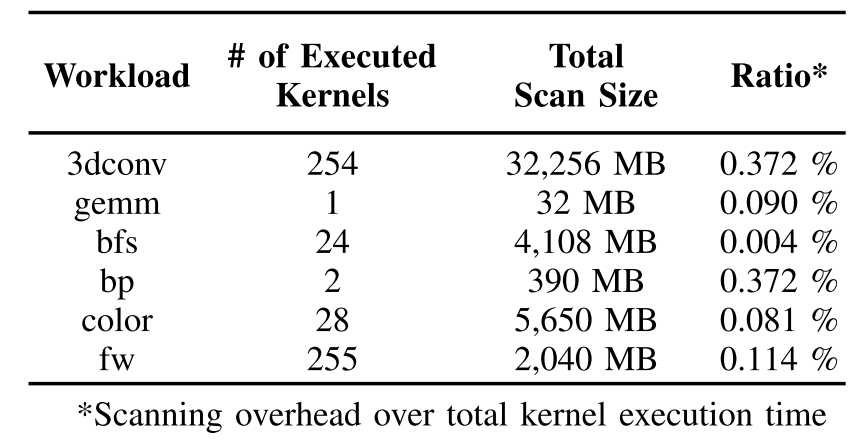 Workload # of Executed Kernels Total Scan Size Ratio*
3dconv 254 32,256 MB 0.372 %
gemm 1 32 MB 0.090 %
bfs 24 4,108 MB 0.004 %
bp 2 390 MB 0.372 %
color 28 5,650 MB 0.081 %
fw 255 2,040 MB 0.114 %
*Scanning overhead over total kernel execution time